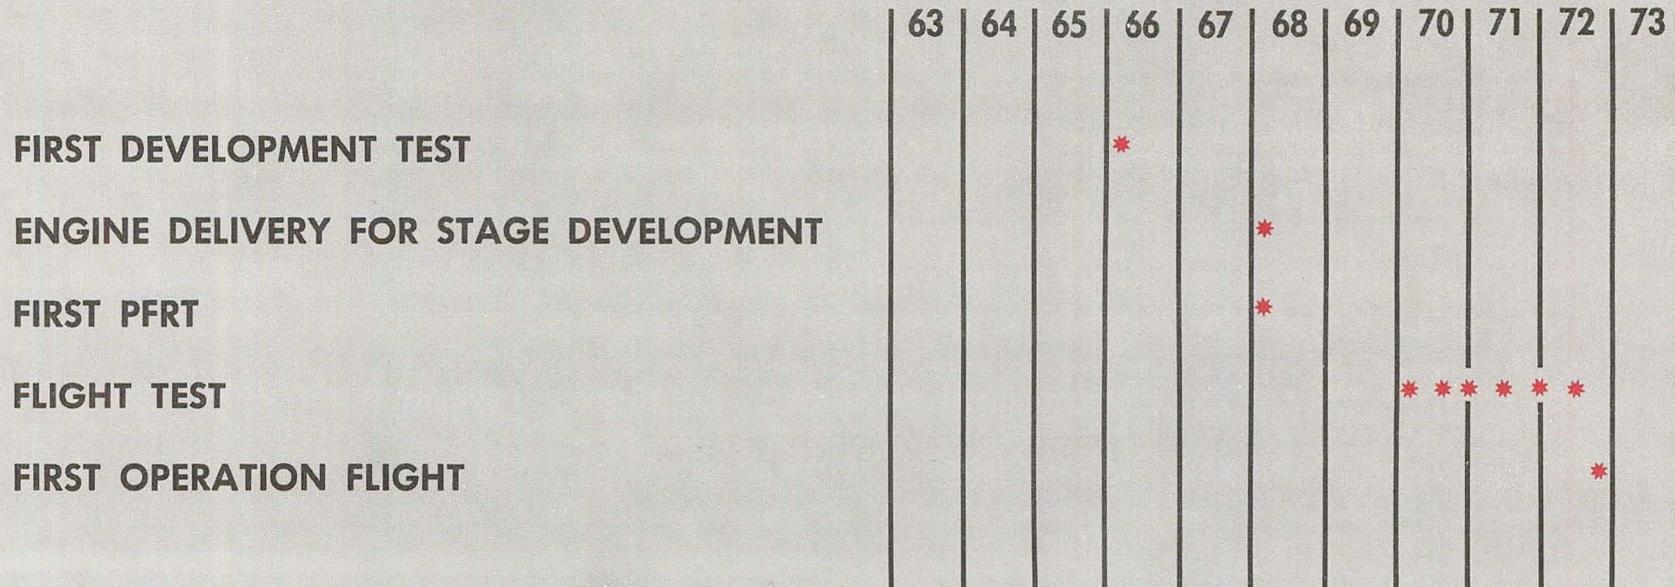 63 64 65 66 67 68 69 70 71 72 73
FIRST DEVELOPMENT TEST
ENGINE DELIVERY FOR STAGE DEVELOPMENT
FIRST PFRT
FLIGHT TEST
FIRST OPERATION FLIGHT